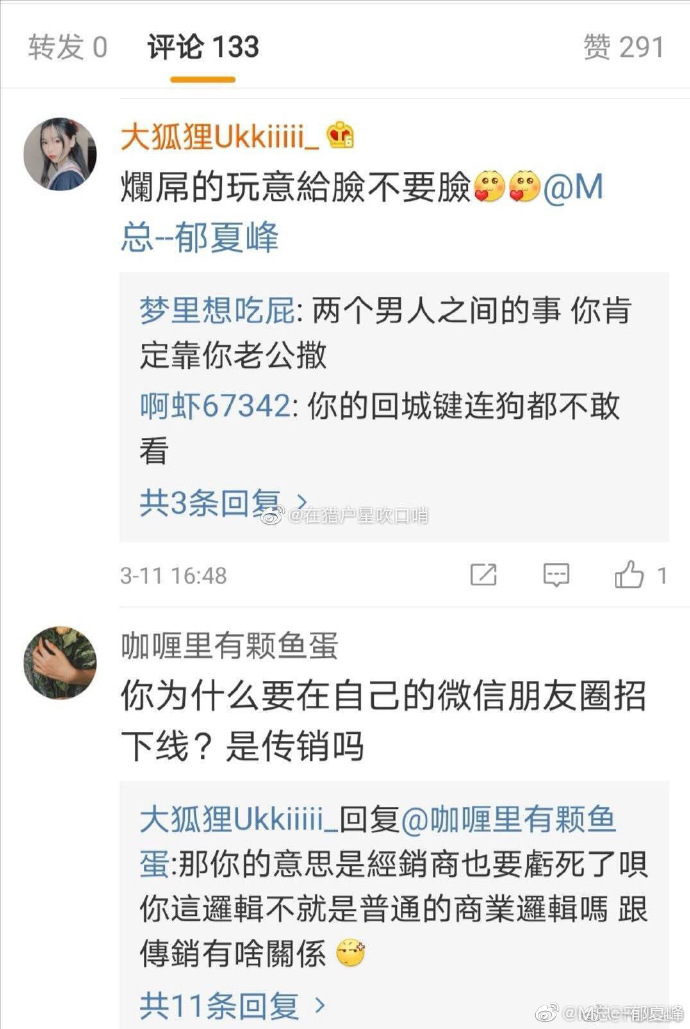 转发 0 评论 133 赞 291
大狐狸Ukkiiiii_
爛屌的玩意給臉不要臉@M
总--郁夏峰
梦里想吃屁: 两个男人之间的事 你肯
定靠你老公撒
啊虾67342: 你的回城键连狗都不敢
看
共3条回复 >
@在猎户星吹口哨
3-11 16:48 1
咖喱里有颗鱼蛋
你为什么要在自己的微信朋友圈招
下线？是传销吗
大狐狸Ukkiiiii_回复@咖喱里有颗鱼
蛋:那你的意思是經銷商也要虧死了唄
你這邏輯不就是普通的商業邏輯嗎 跟
傳銷有啥關係
共11条回复 >
郁夏峰